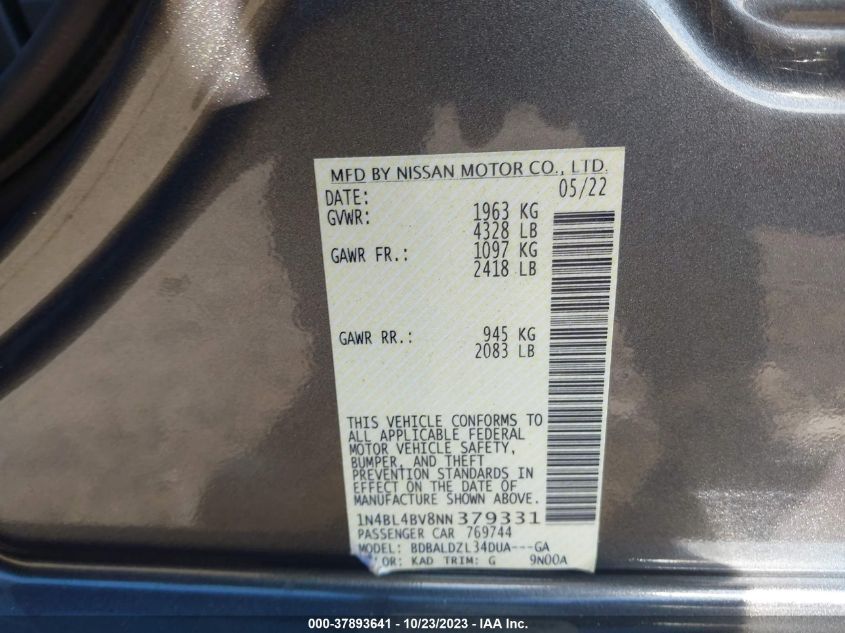 MFD BY NISSAN MOTOR CO., LTD.
DATE: 05/22
GVWR: 1963 KG
4328 LB
GAWR FR.: 1097 KG
2418 LB
GAWR RR.: 945 KG
2083 LB
THIS VEHICLE CONFORMS TO
ALL APPLICABLE FEDERAL
MOTOR VEHICLE SAFETY,
BUMPER, AND THEFT
PREVENTION STANDARDS IN
EFFECT ON THE DATE OF
MANUFACTURE SHOWN ABOVE.
1N4BL4BV8NN379331
PASSENGER CAR 769744
MODEL: BDBALDZL34DUA---GA
KAD TRIM: G 9N00A
000-37893641 / 10/23/2023 - IAA Inc.